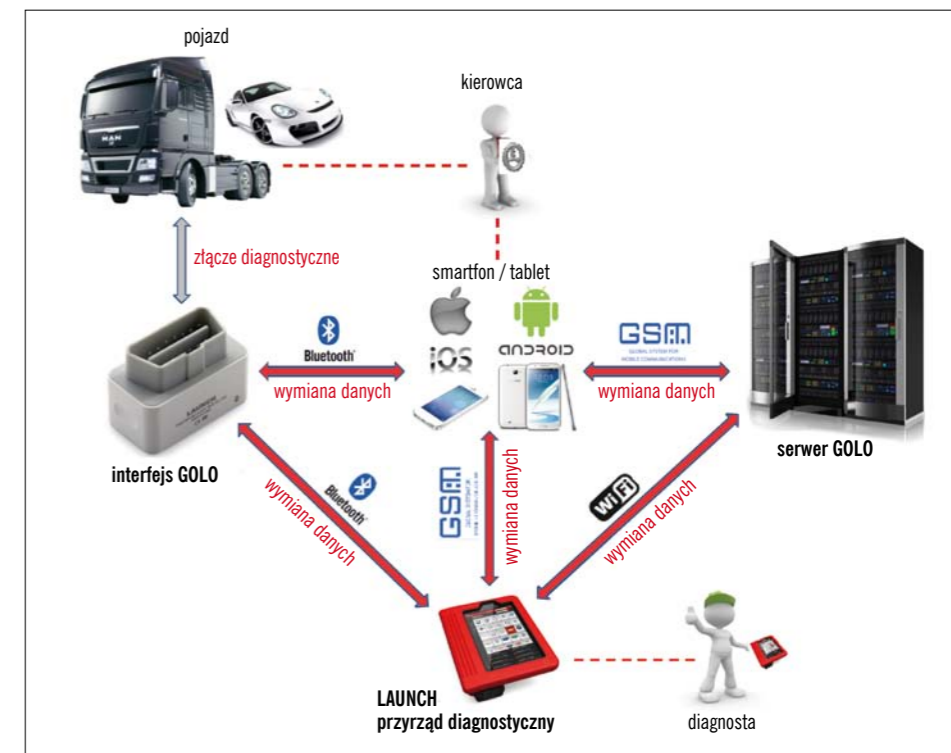 pojazd
kierowca
MAN
złącze diagnostyczne
smartfon / tablet
iOS
ANDROID
Bluetooth
wymiana danych
GSM
GLOBAL SYSTEM FOR
MOBILE COMMUNICATIONS
wymiana danych
LAUNCH
interfejs GOLO
serwer GOLO
Bluetooth
wymiana danych
GSM
wymiana danych
WiFi
wymiana danych
LAUNCH
przyrząd diagnostyczny
diagnosta